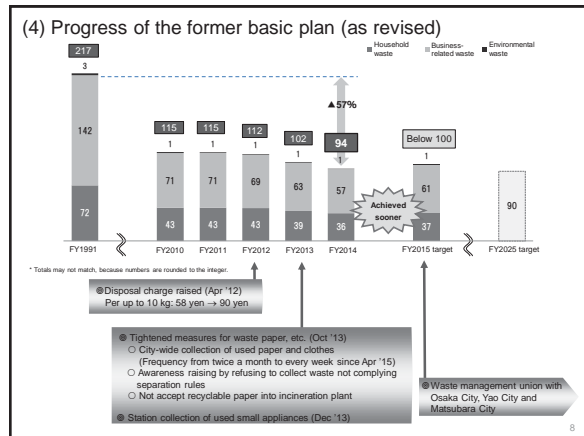 (4) Progress of the former basic plan (as revised)
Household waste
Business-related waste
Environmental waste
217
3
142
72
115
1
71
43
115
1
71
43
112
1
69
43
102
1
63
39
▲57%
94
1
57
36
Achieved
sooner
Below 100
1
61
37
90
FY1991
FY2010
FY2011
FY2012
FY2013
FY2014
FY2015 target
FY2025 target
* Totals may not match, because numbers are rounded to the integer.
◎Disposal charge raised (Apr '12)
Per up to 10 kg: 58 yen → 90 yen
◎ Tightened measures for waste paper, etc. (Oct '13)
○ City-wide collection of used paper and clothes
(Frequency from twice a month to every week since Apr '15)
○ Awareness raising by refusing to collect waste not complying
separation rules
○ Not accept recyclable paper into incineration plant
◎ Station collection of used small appliances (Dec '13)
◎Waste management union with
Osaka City, Yao City and
Matsubara City
8